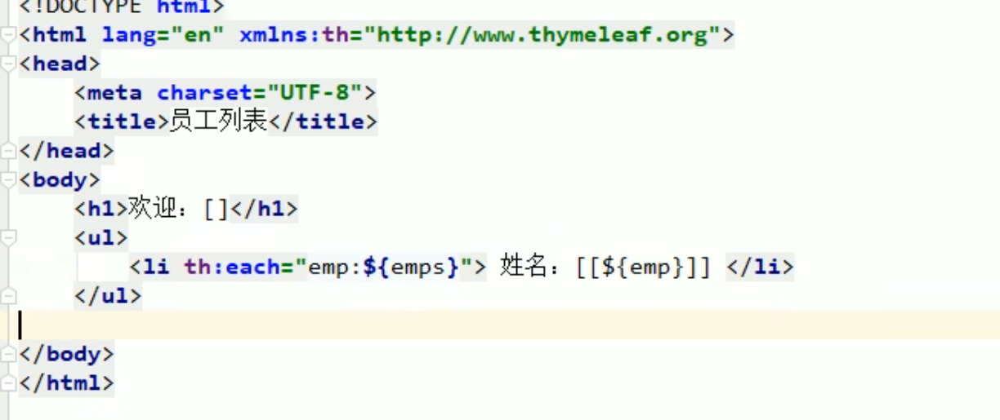 <!DOCTYPE html>
<html lang="en" xmlns:th="http://www.thymeleaf.org">
<head>
    <meta charset="UTF-8">
    <title>员工列表</title>
</head>
<body>
    <h1>欢迎：[]</h1>
    <ul>
        <li th:each="emp:${emps}"> 姓名：[[${emp}]] </li>
    </ul>
</body>
</html>